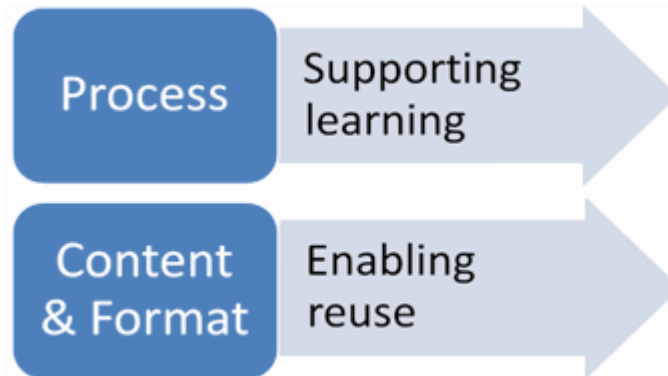 Process
Supporting
learning
Content
& Format
Enabling
reuse